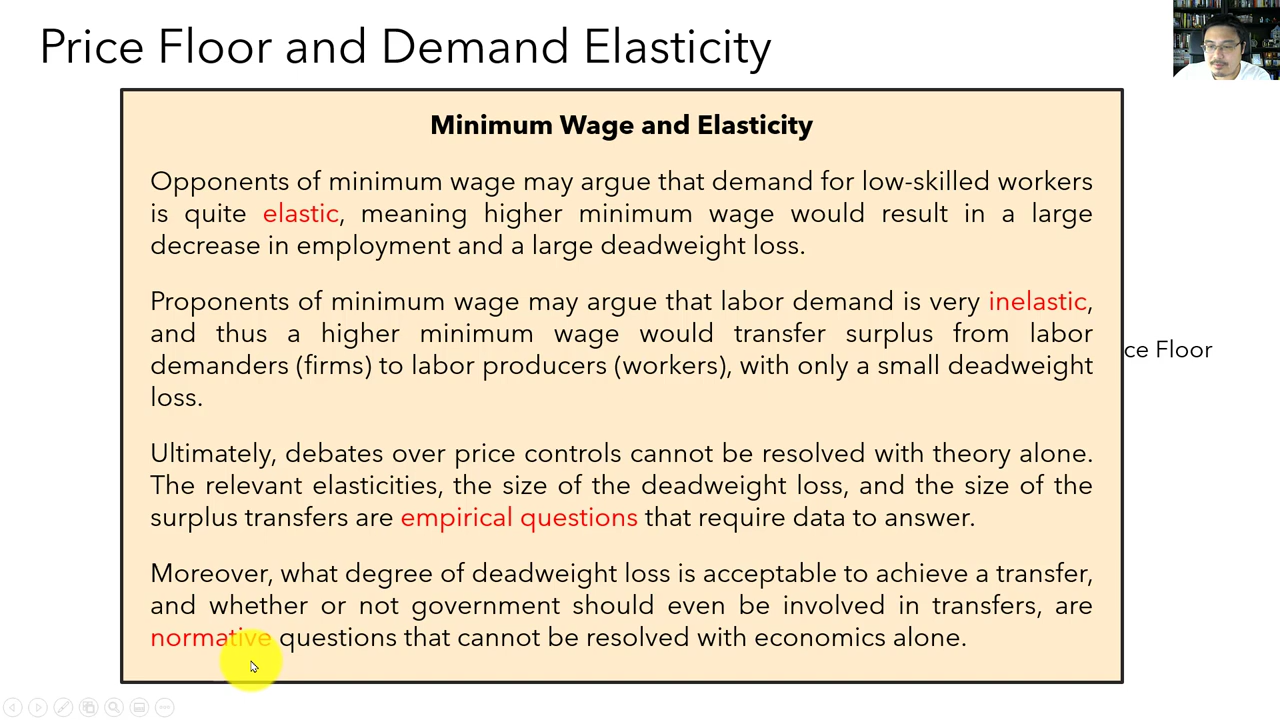 Price Floor and Demand Elasticity
Minimum Wage and Elasticity
Opponents of minimum wage may argue that demand for low-skilled workers
is quite elastic, meaning higher minimum wage would result in a large
decrease in employment and a large deadweight loss.
Proponents of minimum wage may argue that labor demand is very inelastic,
and thus a higher minimum wage would transfer surplus from labor
demanders (firms) to labor producers (workers), with only a small deadweight
loss.
Ultimately, debates over price controls cannot be resolved with theory alone.
The relevant elasticities, the size of the deadweight loss, and the size of the
surplus transfers are empirical questions that require data to answer.
Moreover, what degree of deadweight loss is acceptable to achieve a transfer,
and whether or not government should even be involved in transfers, are
normative questions that cannot be resolved with economics alone.
ce Floor